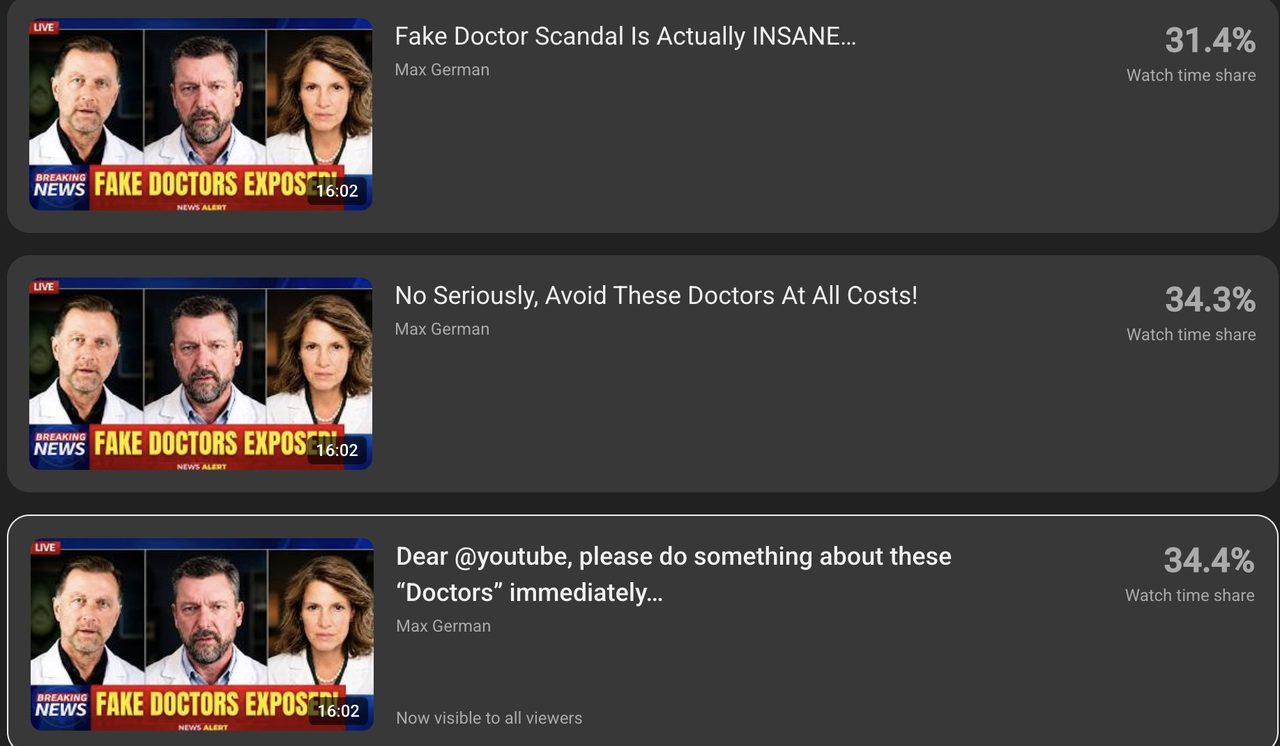 LIVE
BREAKING
NEWS
FAKE DOCTORS EXPOSED!
16:02
NEWS ALERT
Fake Doctor Scandal Is Actually INSANE...
Max German
31.4%
Watch time share
LIVE
BREAKING
NEWS
FAKE DOCTORS EXPOSED!
16:02
NEWS ALERT
No Seriously, Avoid These Doctors At All Costs!
Max German
34.3%
Watch time share
LIVE
BREAKING
NEWS
FAKE DOCTORS EXPOSED!
16:02
NEWS ALERT
Dear @youtube, please do something about these
“Doctors” immediately...
Max German
Now visible to all viewers
34.4%
Watch time share